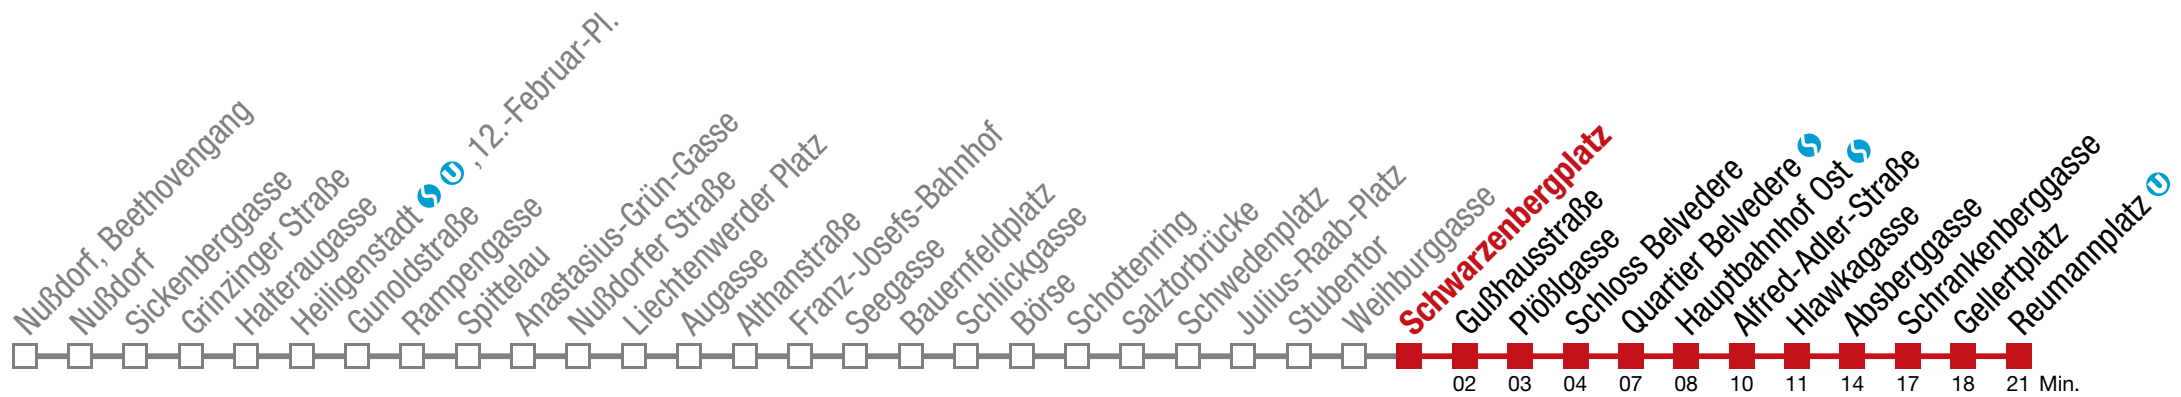 Nußdorf, Beethovengang
Nußdorf
Sickenberggasse
Grinzinger Straße
Halteraugasse
Heiligenstadt S U , 12.-Februar-Pl.
Gunoldstraße
Rampengasse
Spittelau
Anastasius-Grün-Gasse
Nußdorfer Straße
Liechtenwerder Platz
Augasse
Althanstraße
Franz-Josefs-Bahnhof
Seegasse
Bauernfeldplatz
Schlickgasse
Börse
Schottenring
Salztorbrücke
Schwedenplatz
Julius-Raab-Platz
Stubentor
Weihburggasse
Schwarzenbergplatz
Gußhausstraße
Plößlgasse
Schloss Belvedere
Quartier Belvedere S
Hauptbahnhof Ost S
Alfred-Adler-Straße
Hlawkagasse
Absberggasse
Schrankenberggasse
Gellertplatz
Reumannplatz U
02 03 04 07 08 10 11 14 17 18 21 Min.